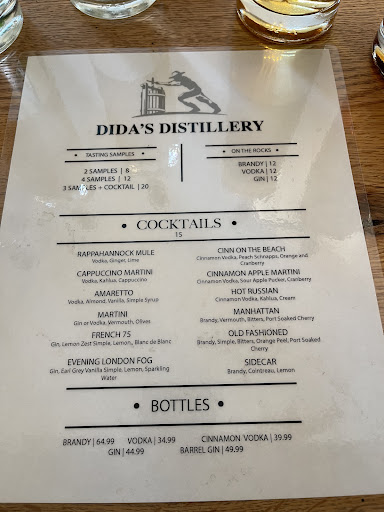 DIDA'S DISTILLERY
• TASTING SAMPLES •
2 SAMPLES | 8
4 SAMPLES | 12
3 SAMPLES + COCKTAIL | 20
• ON THE ROCKS •
BRANDY | 12
VODKA | 12
GIN | 12
• COCKTAILS •
15
RAPPAHANNOCK MULE
Vodka, Ginger, Lime
CAPPUCCINO MARTINI
Vodka, Kahlua, Cappuccino
AMARETTO
Vodka, Almond, Vanilla, Simple Syrup
MARTINI
Gin or Vodka, Vermouth, Olives
FRENCH 75
Gin, Lemon Zest Simple, Lemon,, Blanc du Blanc
EVENING LONDON FOG
Gin, Earl Grey Vanilla Simple, Lemon, Sparkling
Water
CINN ON THE BEACH
Cinnamon Vodka, Peach Schnapps, Orange and
Cranberry
CINNAMON APPLE MARTINI
Cinnamon Vodka, Sour Apple Pucker, Cranberry
HOT RUSSIAN
Cinnamon Vodka, Kahlua, Cream
MANHATTAN
Brandy, Vermouth, Bitters, Port Soaked Cherry
OLD FASHIONED
Brandy, Simple, Bitters, Orange Peel, Port Soaked
Cherry
SIDECAR
Brandy, Cointreau, Lemon
• BOTTLES •
BRANDY | 64.99 VODKA | 34.99 CINNAMON VODKA | 39.99
GIN | 44.99 BARREL GIN | 49.99